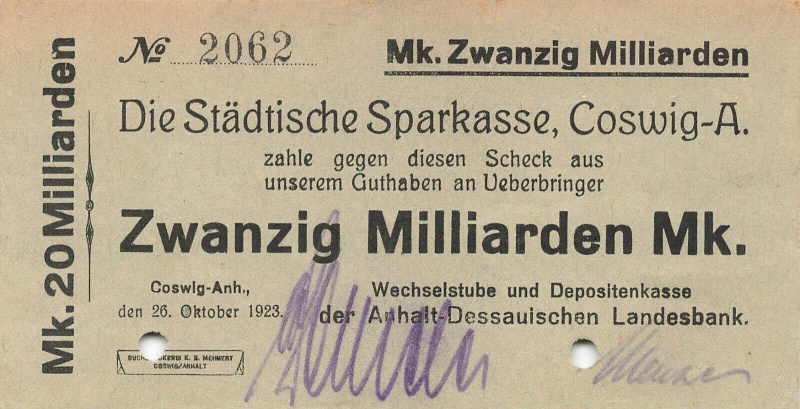 Mk. 20 Milliarden
№ 2062
Mk. Zwanzig Milliarden
Die Städtische Sparkasse, Coswig-A.
zahle gegen diesen Scheck aus
unserem Guthaben an Ueberbringer
Zwanzig Milliarden Mk.
Coswig-Anh.,
den 26. Oktober 1923.
Wechselstube und Depositenkasse
der Anhalt-Dessauischen Landesbank.
K. B. MEHNERT
COSWIG/ANHALT